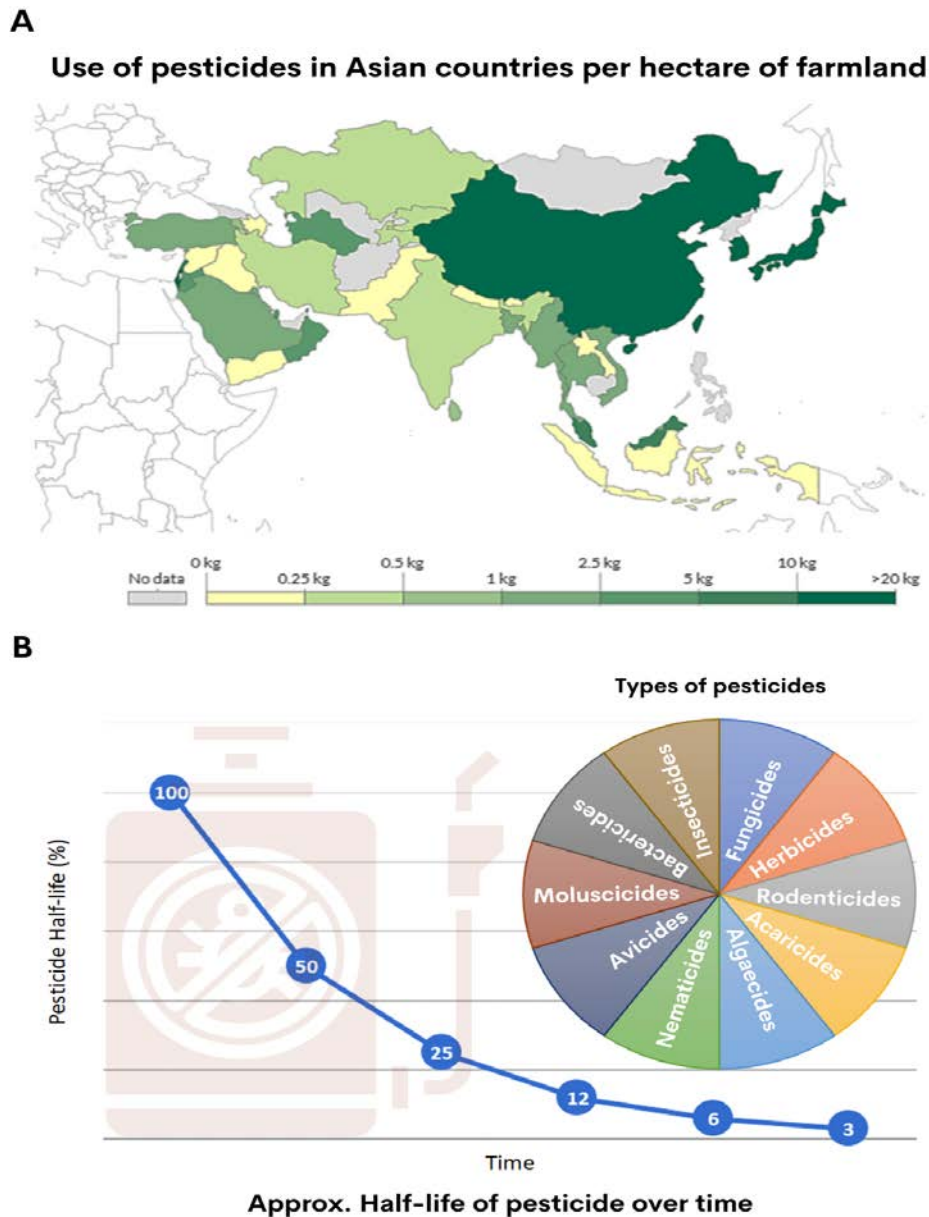 A
Use of pesticides in Asian countries per hectare of farmland
No data
0 kg
0.25 kg
0.5 kg
1 kg
2.5 kg
5 kg
10 kg
>20 kg
B
Types of pesticides
Fungicides
Herbicides
Rodenticides
Acaricides
Algaecides
Nematicides
Avicides
Moluscicides
Bactericides
Insecticides
Pesticide Half-life (%)
100
50
25
12
6
3
Time
Approx. Half-life of pesticide over time